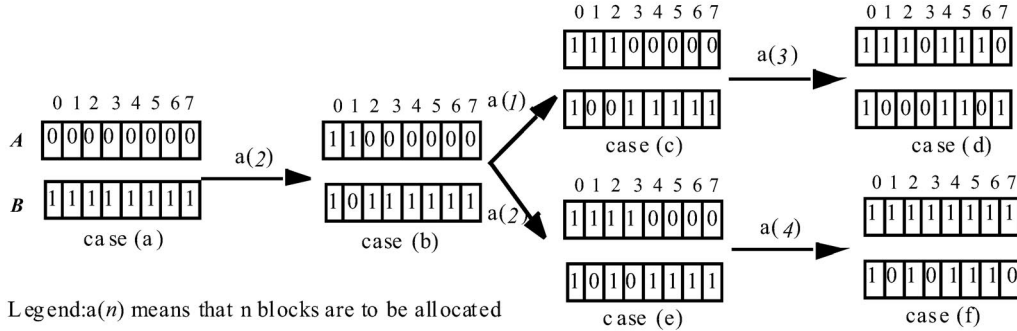 0 1 2 3 4 5 6 7
1 1 1 0 0 0 0 0
1 0 0 1 1 1 1 1
case (c)
a(3)
0 1 2 3 4 5 6 7
1 1 1 0 1 1 1 0
1 0 0 0 1 1 0 1
case (d)
0 1 2 3 4 5 6 7
A 0 0 0 0 0 0 0 0
B 1 1 1 1 1 1 1 1
case (a)
a(2)
0 1 2 3 4 5 6 7
1 1 0 0 0 0 0 0
1 0 1 1 1 1 1 1
case (b)
a(1)
a(2)
0 1 2 3 4 5 6 7
1 1 1 1 0 0 0 0
1 0 1 0 1 1 1 1
case (e)
a(4)
0 1 2 3 4 5 6 7
1 1 1 1 1 1 1 1
1 0 1 0 1 1 1 0
case (f)
Legend:a(n) means that n blocks are to be allocated